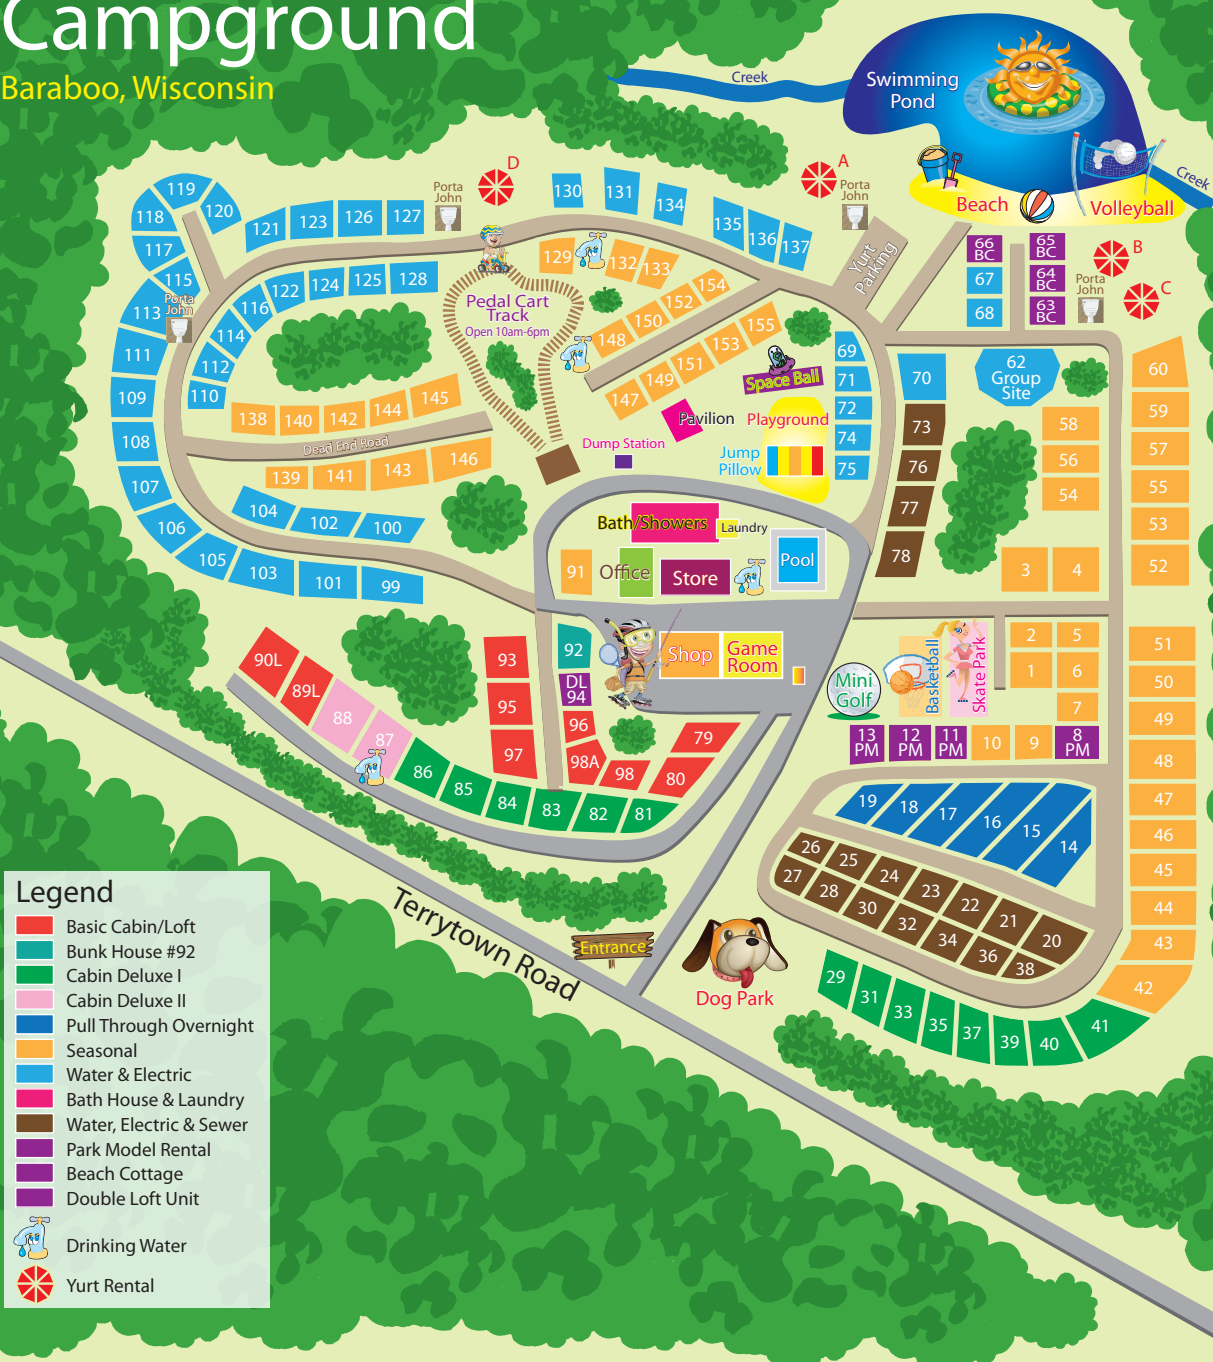 Campground
Baraboo, Wisconsin
Creek
Swimming
Pond
Creek
Beach
Volleyball
D
A
B
C
Porta
John
Porta
John
Porta
John
Porta
John
Yurt
Parking
119
118
120
117
115
113
111
109
108
107
106
105
103
101
99
121
123
126
127
130
131
134
135
136
137
128
125
124
122
116
114
112
110
129
132
133
154
152
150
148
155
153
151
149
147
Pedal Cart
Track
Open 10am-6pm
138
140
142
144
145
Dead End Road
139
141
143
146
104
102
100
66
BC
65
BC
64
BC
63
BC
67
68
69
71
72
74
75
70
73
76
77
78
62
Group
Site
60
59
57
55
53
52
58
56
54
3
4
Space Ball
Pavilion
Playground
Dump Station
Jump
Pillow
Bath/Showers
Laundry
Pool
91
Office
Store
92
DL
94
96
98A
98
79
80
Shop
Game
Room
93
95
97
90L
89L
88
87
86
85
84
83
82
81
Mini
Golf
Basketball
Skate Park
2
5
1
6
7
13
PM
12
PM
11
PM
10
9
8
PM
51
50
49
48
47
46
45
44
43
42
19
18
17
16
15
14
26
25
24
23
22
21
20
27
28
30
32
34
36
38
29
31
33
35
37
39
40
41
Dog Park
Entrance
Terrytown Road
Legend
Basic Cabin/Loft
Bunk House #92
Cabin Deluxe I
Cabin Deluxe II
Pull Through Overnight
Seasonal
Water & Electric
Bath House & Laundry
Water, Electric & Sewer
Park Model Rental
Beach Cottage
Double Loft Unit
Drinking Water
Yurt Rental